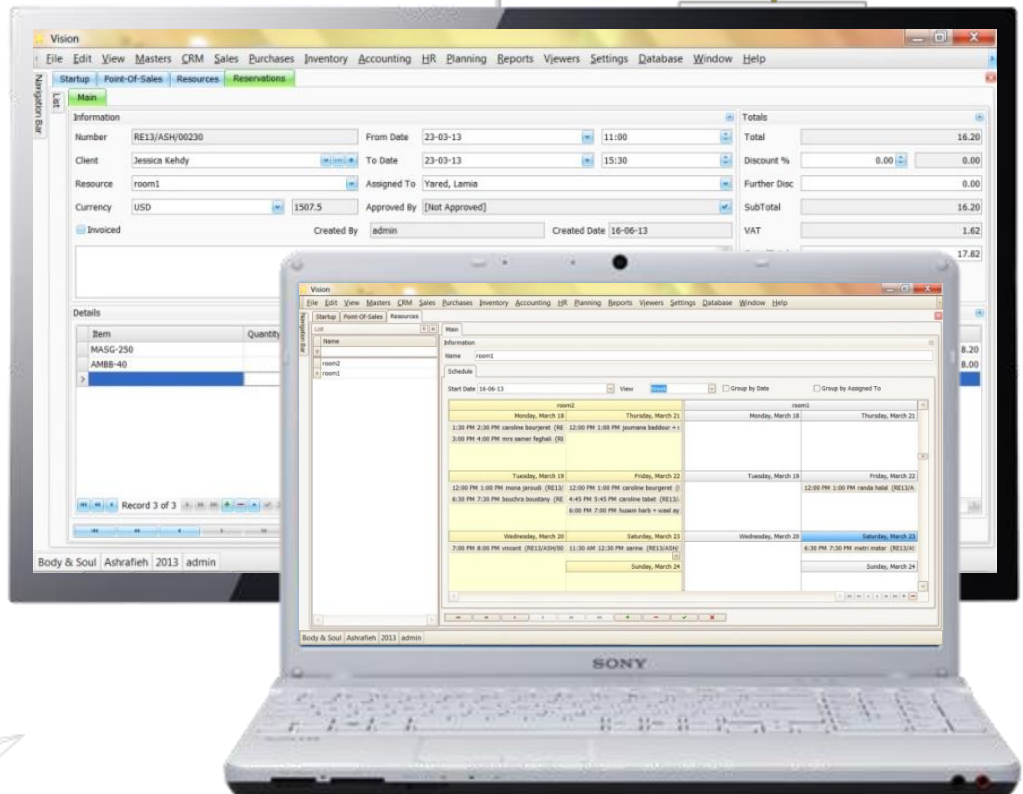 Vision
File Edit View Masters CRM Sales Purchases Inventory Accounting HR Planning Reports Viewers Settings Database Window Help
Navigation Bar
Startup Point-Of-Sales Resources Reservations
List
Main
Information
Totals
Number RE13/ASH/00230 From Date 23-03-13 11:00 Total 16.20
Client Jessica Kehdy To Date 23-03-13 15:30 Discount % 0.00 0.00
Resource room1 Assigned To Yared, Lamia Further Disc 0.00
Currency USD 1507.5 Approved By [Not Approved] SubTotal 16.20
Invoiced Created By admin Created Date 16-06-13 VAT 1.62
17.82
Details
Item Quantity
MASG-250 8.20
AMBB-40 8.00
Record 3 of 3
Body & Soul Ashrafieh 2013 admin
Vision
File Edit View Masters CRM Sales Purchases Inventory Accounting HR Planning Reports Viewers Settings Database Window Help
Navigation Bar
Startup Point-Of-Sales Resources
List
Main
Name
Information
Name room1
room2
room1
Schedule
Start Date 16-06-13 View Group by Date Group by Assigned To
room2 room1
Monday, March 18 Thursday, March 21 Monday, March 18 Thursday, March 21
1:30 PM 2:30 PM caroline bourjeret (RE 12:00 PM 1:00 PM joumana baddour +
3:00 PM 4:00 PM mrs samer feghali (RE
Tuesday, March 19 Friday, March 22 Tuesday, March 19 Friday, March 22
12:00 PM 1:00 PM mona jaroudi (RE13/ 12:00 PM 1:00 PM caroline bourgeret 12:00 PM 1:00 PM randa halal (RE13/A
6:30 PM 7:30 PM bouchra boustany (RE 4:45 PM 5:45 PM caroline tabet (RE13/
6:00 PM 7:00 PM husein harb + wael ay
Wednesday, March 20 Saturday, March 23 Wednesday, March 20 Saturday, March 23
7:00 PM 8:00 PM vincent (RE13/ASH/00 11:30 AM 12:30 PM sarine (RE13/ASH/ 6:30 PM 7:30 PM metri matar (RE13/
Sunday, March 24 Sunday, March 24
Body & Soul Ashrafieh 2013 admin
SONY